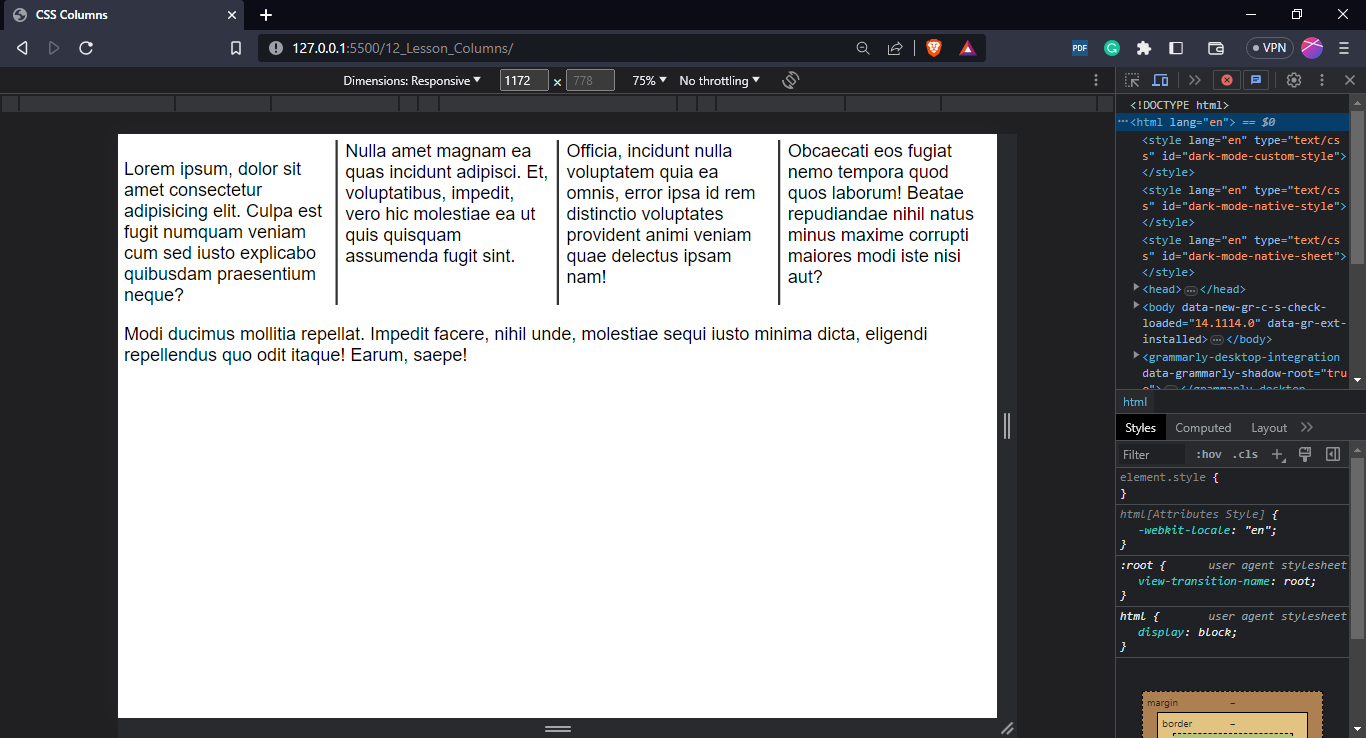 CSS Columns
127.0.0.1:5500/12_Lesson_Columns/
PDF
G
VPN
Dimensions: Responsive
1172 × 778
75%
No throttling
Lorem ipsum, dolor sit
amet consectetur
adipisicing elit. Culpa est
fugit numquam veniam
cum sed iusto explicabo
quibusdam praesentium
neque?
Nulla amet magnam ea
quas incidunt adipisci. Et,
voluptatibus, impedit,
vero hic molestiae ea ut
quis quisquam
assumenda fugit sint.
Officia, incidunt nulla
voluptatem quia ea
omnis, error ipsa id rem
distinctio voluptates
provident animi veniam
quae delectus ipsam
nam!
Obcaecati eos fugiat
nemo tempora quod
quos laborum! Beatae
repudiandae nihil natus
minus maxime corrupti
maiores modi iste nisi
aut?
Modi ducimus mollitia repellat. Impedit facere, nihil unde, molestiae sequi iusto minima dicta, eligendi
repellendus quo odit itaque! Earum, saepe!
<!DOCTYPE html>
<html lang="en"> == $0
<style lang="en" type="text/cs
s" id="dark-mode-custom-style">
</style>
<style lang="en" type="text/cs
s" id="dark-mode-native-style">
</style>
<style lang="en" type="text/cs
s" id="dark-mode-native-sheet">
</style>
<head>…</head>
<body data-new-gr-c-s-check-
loaded="14.1114.0" data-gr-ext-
installed>…</body>
<grammarly-desktop-integration
data-grammarly-shadow-root="tru
e">…</grammarly-desktop-
html
Styles
Computed
Layout
Filter
:hov
.cls
element.style {
}
html[Attributes Style] {
-webkit-locale: "en";
}
:root { user agent stylesheet
view-transition-name: root;
}
html { user agent stylesheet
display: block;
}
margin –
border –